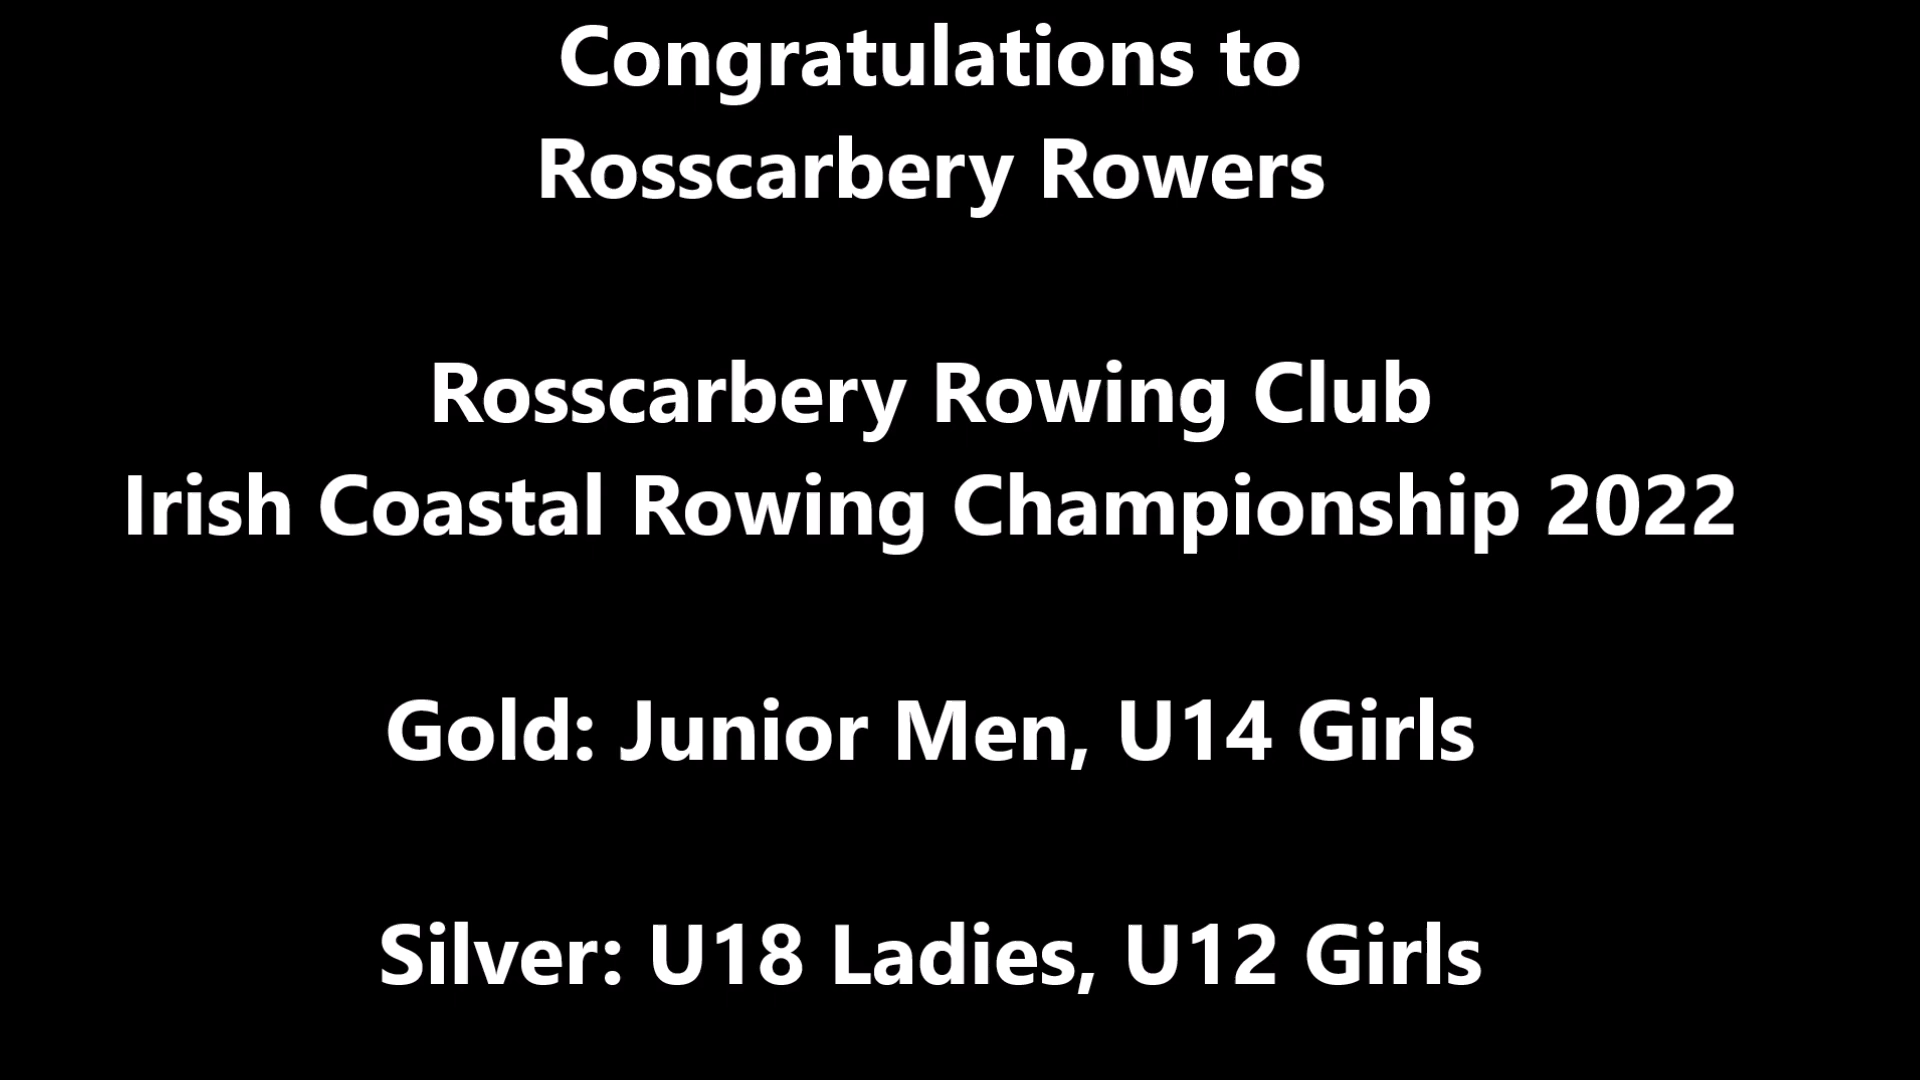 Congratulations to
Rosscarbery Rowers
Rosscarbery Rowing Club
Irish Coastal Rowing Championship 2022
Gold: Junior Men, U14 Girls
Silver: U18 Ladies, U12 Girls